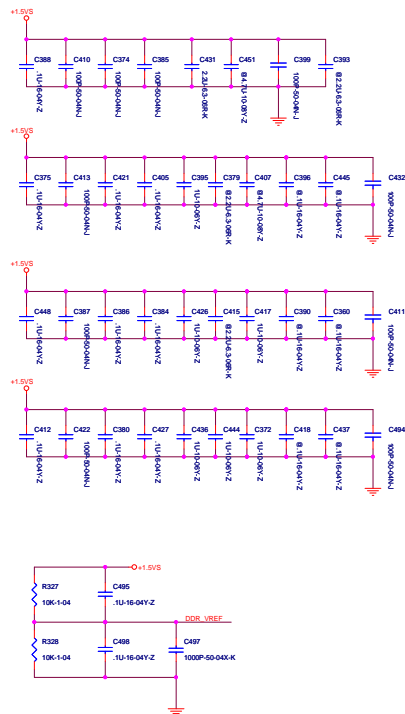 +1.5VS
C388 C410 C374 C385 C431 C451 C399 C393
.1U-16-04Y-Z 100P-50-04N-J 100P-50-04N-J 100P-50-04N-J 2.2U-6.3-06R-K @4.7U-10-08Y-Z 100P-50-04N-J @2.2U-6.3-06R-K
+1.5VS
C375 C413 C421 C405 C395 C379 C407 C396 C445 C432
.1U-16-04Y-Z 100P-50-04N-J .1U-16-04Y-Z .1U-16-04Y-Z 1U-10-06Y-Z @2.2U-6.3-06R-K @4.7U-10-08Y-Z @.1U-16-04Y-Z @.1U-16-04Y-Z 100P-50-04N-J
+1.5VS
C448 C387 C386 C384 C426 C415 C417 C390 C360 C411
.1U-16-04Y-Z 100P-50-04N-J .1U-16-04Y-Z .1U-16-04Y-Z 1U-10-06Y-Z @2.2U-6.3-06R-K 1U-10-06Y-Z @.1U-16-04Y-Z @.1U-16-04Y-Z 100P-50-04N-J
+1.5VS
C412 C422 C380 C427 C436 C444 C372 C418 C437 C494
.1U-16-04Y-Z 100P-50-04N-J .1U-16-04Y-Z .1U-16-04Y-Z 1U-10-06Y-Z 1U-10-06Y-Z 1U-10-06Y-Z @.1U-16-04Y-Z @.1U-16-04Y-Z 100P-50-04N-J
+1.5VS
R327 C495
10K-1-04 .1U-16-04Y-Z
DDR_VREF
R328 C498 C497
10K-1-04 .1U-16-04Y-Z 1000P-50-04X-K